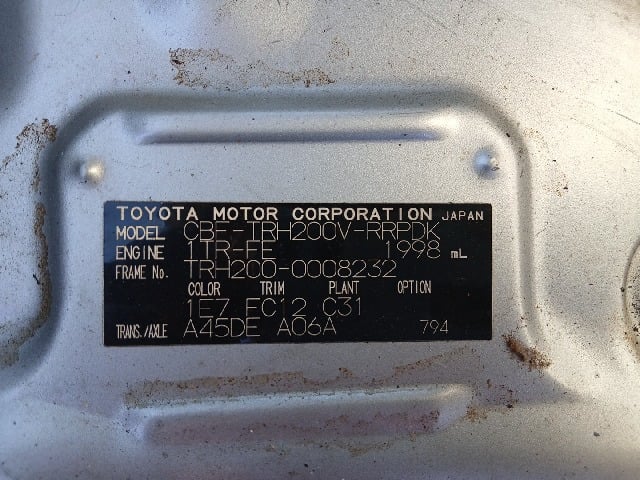 TOYOTA MOTOR CORPORATION JAPAN
MODEL CBF-TRH200V-RRPDK
ENGINE 1TR-FE 1998 mL
FRAME No. TRH200-0008232
COLOR TRIM PLANT OPTION
1E7 FC12 C31
TRANS./AXLE A45DE A06A 794